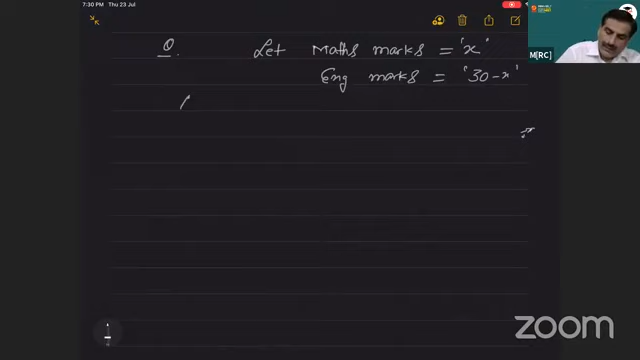 7:30 PM Thu 23 Jul
M[RC]
Q. Let Maths marks = 'x'
Eng marks = '30-x'
(
zoom